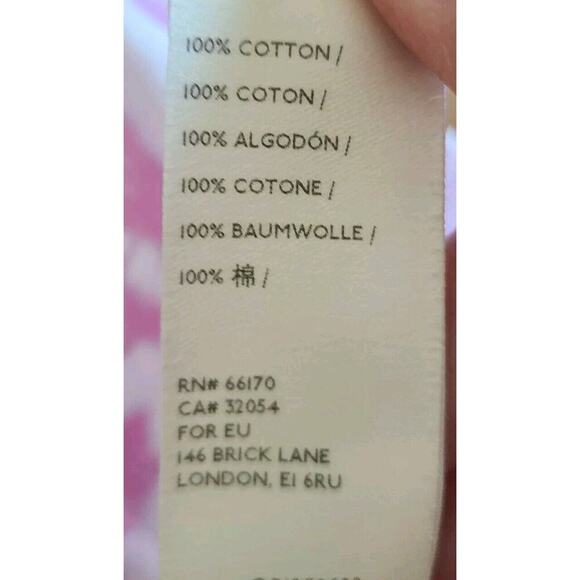 100% COTTON /
100% COTON /
100% ALGODÓN /
100% COTONE /
100% BAUMWOLLE /
100% 棉 /
RN# 66170
CA# 32054
FOR EU
146 BRICK LANE
LONDON, E1 6RU